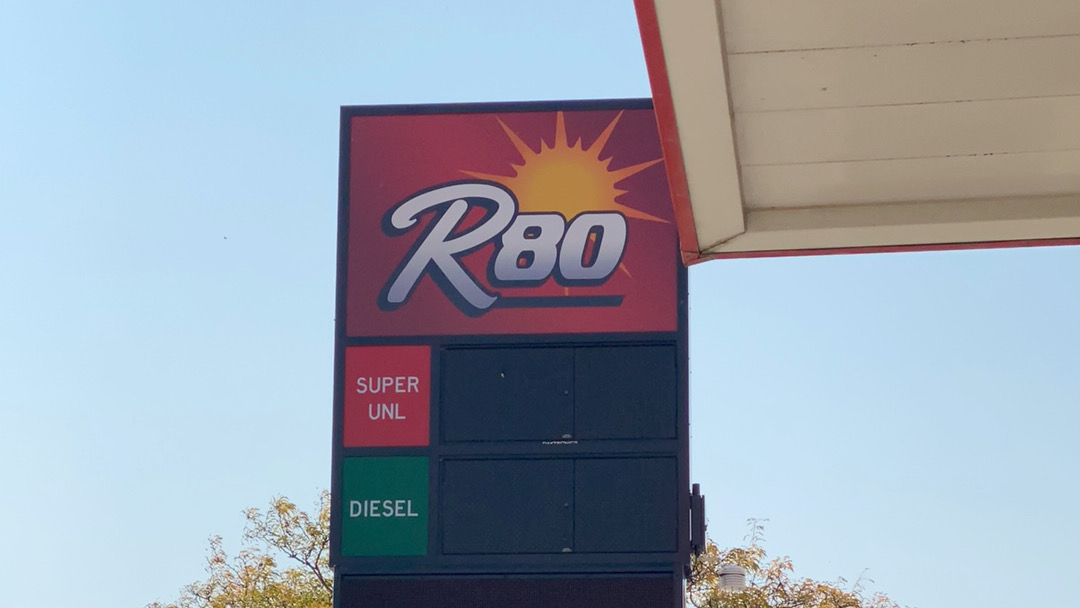 R80
SUPER
UNL
DIESEL